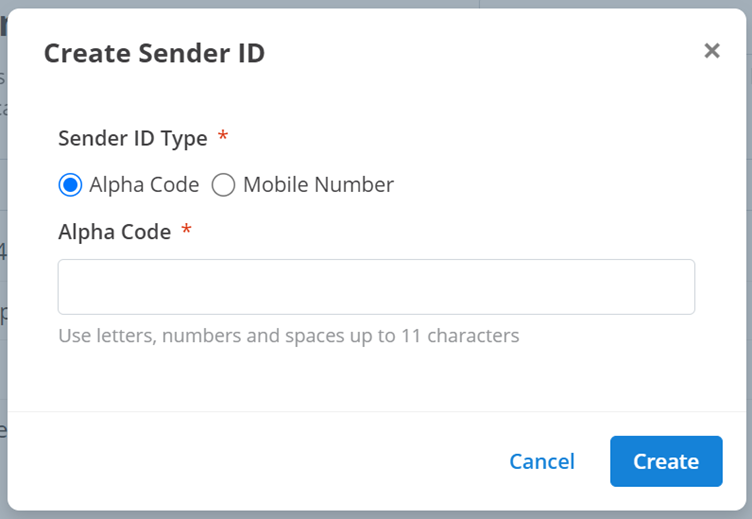 Create Sender ID ×
Sender ID Type *
Alpha Code Mobile Number
Alpha Code *
Use letters, numbers and spaces up to 11 characters
Cancel Create